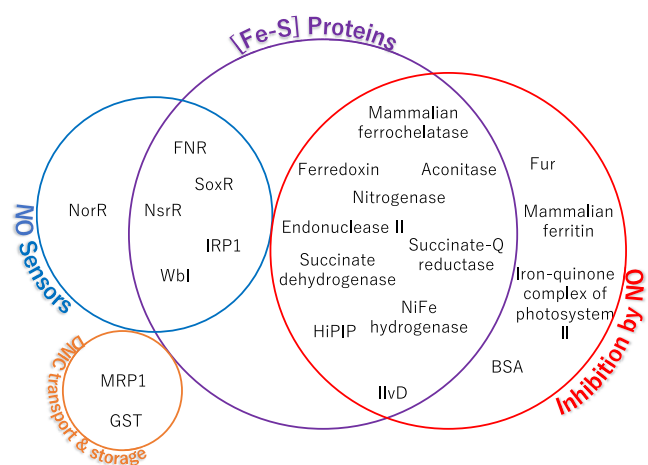 [Fe-S] Proteins
NO Sensors
NorR
FNR
SoxR
NsrR
IRP1
WbI
DNIC transport & storage
MRP1
GST
Mammalian
ferrochelatase
Ferredoxin
Aconitase
Nitrogenase
Endonuclease II
Succinate
dehydrogenase
Succinate-Q
reductase
NiFe
hydrogenase
HiPIP
IlvD
Inhibition by NO
Fur
Mammalian
ferritin
Iron-quinone
complex of
photosystem
II
BSA